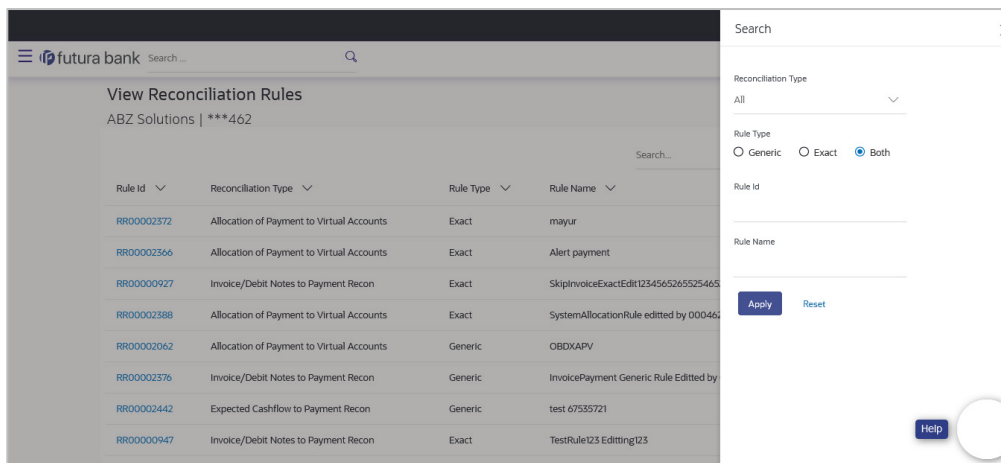 Search
futura bank Search ...
View Reconciliation Rules
ABZ Solutions | ***462
Search...
Rule Id Reconciliation Type Rule Type Rule Name
RR00002372 Allocation of Payment to Virtual Accounts Exact mayur
RR00002366 Allocation of Payment to Virtual Accounts Exact Alert payment
RR00000927 Invoice/Debit Notes to Payment Recon Exact
RR00002388 Allocation of Payment to Virtual Accounts Exact SystemAllocationRule editted by 000462
RR00002062 Allocation of Payment to Virtual Accounts Generic OBDXAPV
RR00002376 Invoice/Debit Notes to Payment Recon Generic InvoicePayment Generic Rule Editted by
RR00002442 Expected Cashflow to Payment Recon Generic test 67535721
RR00000947 Invoice/Debit Notes to Payment Recon Exact TestRule123 Editting123
Reconciliation Type
All
Rule Type
Generic Exact Both
Rule Id
Rule Name
Apply Reset
Help